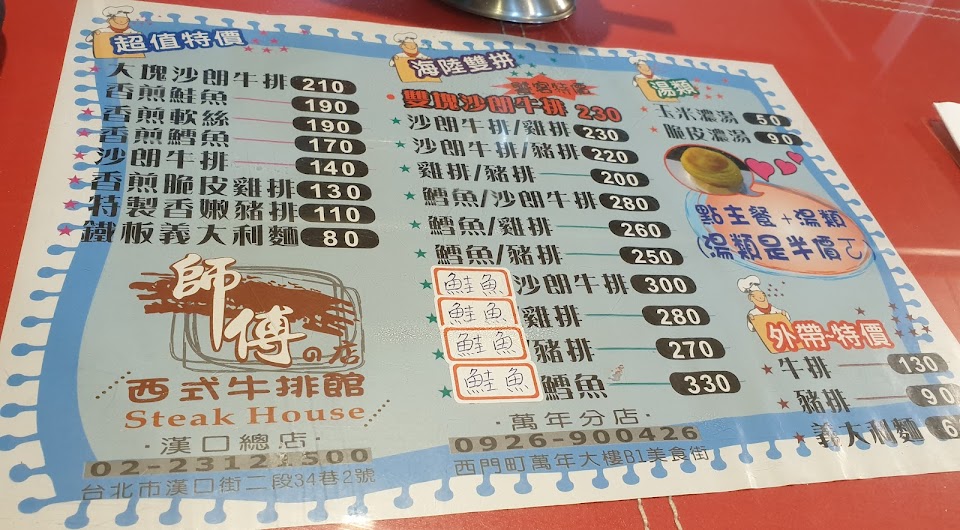 超值特價
大塊沙朗牛排 210
香煎鮭魚 190
香煎軟絲 190
香煎鱈魚 170
沙朗牛排 140
香煎脆皮雞排 130
特製香嫩豬排 110
鐵板義大利麵 80
師傅の店
西式牛排館
Steak House
漢口總店
02-23121500
台北市漢口街二段34巷2號
海陸雙拼
雙塊沙朗牛排 230
沙朗牛排/雞排 230
沙朗牛排/豬排 220
雞排/豬排 200
鱈魚/沙朗牛排 280
鱈魚/雞排 260
鱈魚/豬排 250
鮭魚沙朗牛排 300
鮭魚雞排 280
鮭魚/豬排 270
鮭魚鱈魚 330
萬年分店
0926-900426
西門町萬年大樓B1美食街
湯類
玉米濃湯 50
脆皮濃湯 90
點主餐+湯類
(湯類是半價ㄛ
外帶特價
牛排 130
豬排 90
義大利麵 6